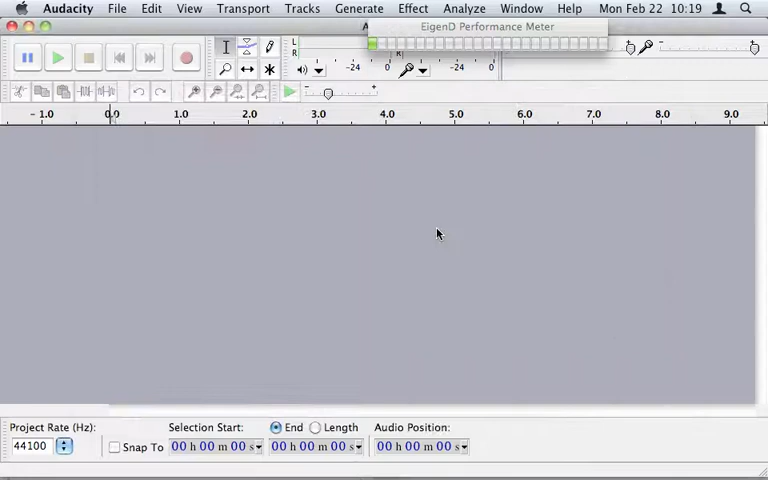 Audacity File Edit View Transport Tracks Generate Effect Analyze Window Help Mon Feb 22 10:19
A
EigenD Performance Meter
L
R
-24 0 -24 0
- 1.0 0.0 1.0 2.0 3.0 4.0 5.0 6.0 7.0 8.0 9.0
Project Rate (Hz): Selection Start: End Length Audio Position:
44100 Snap To 00 h 00 m 00 s 00 h 00 m 00 s 00 h 00 m 00 s